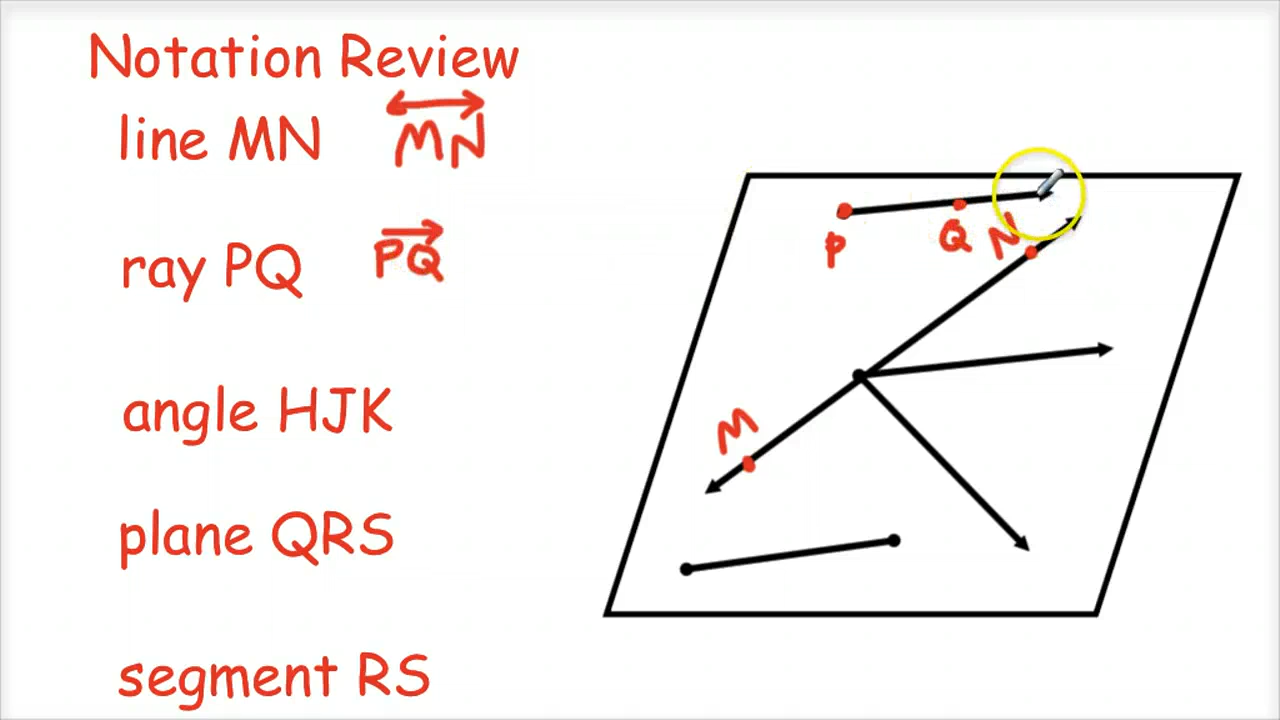 Notation Review
line MN MN
ray PQ PQ
angle HJK
plane QRS
segment RS
P Q N
M